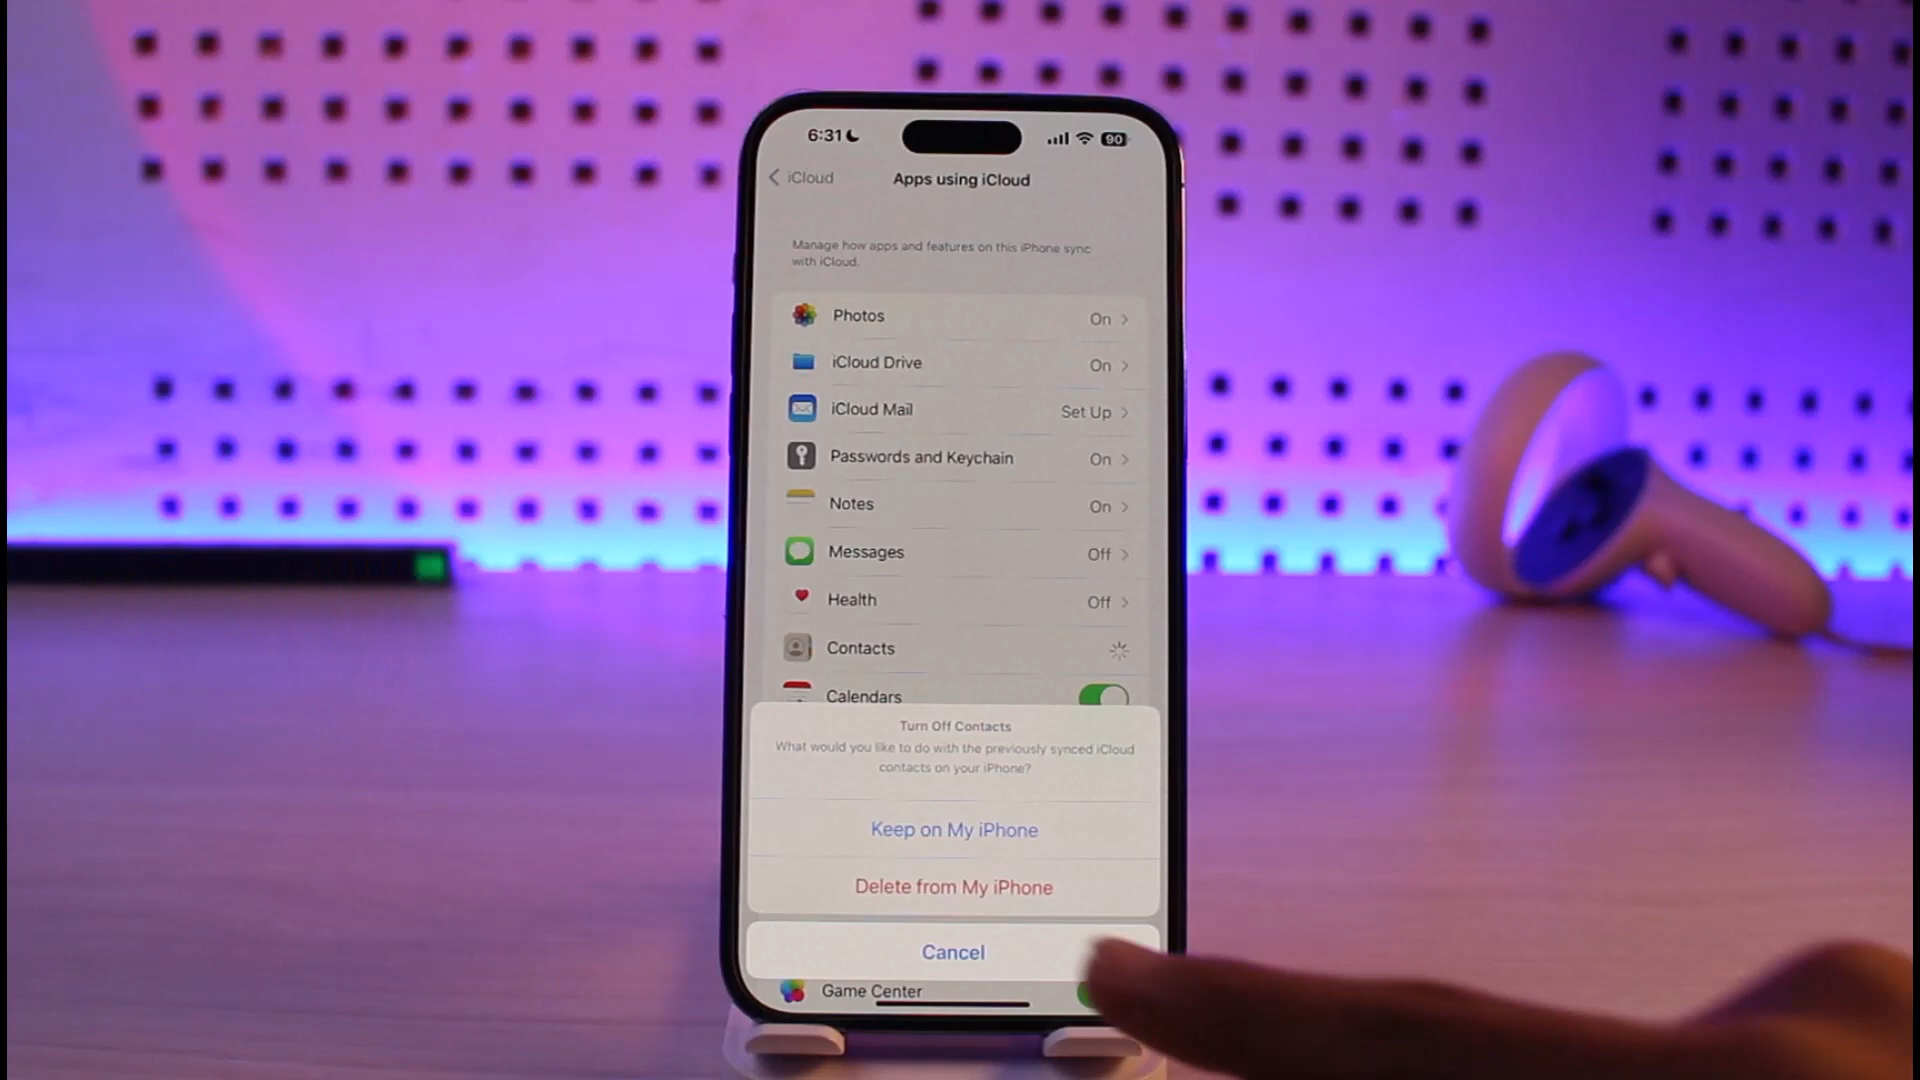 6:31
90
iCloud
Apps using iCloud
Manage how apps and features on this iPhone sync
with iCloud.
Photos On
iCloud Drive On
iCloud Mail Set Up
Passwords and Keychain On
Notes On
Messages Off
Health Off
Contacts
Calendars
Turn Off Contacts
What would you like to do with the previously synced iCloud
contacts on your iPhone?
Keep on My iPhone
Delete from My iPhone
Cancel
Game Center